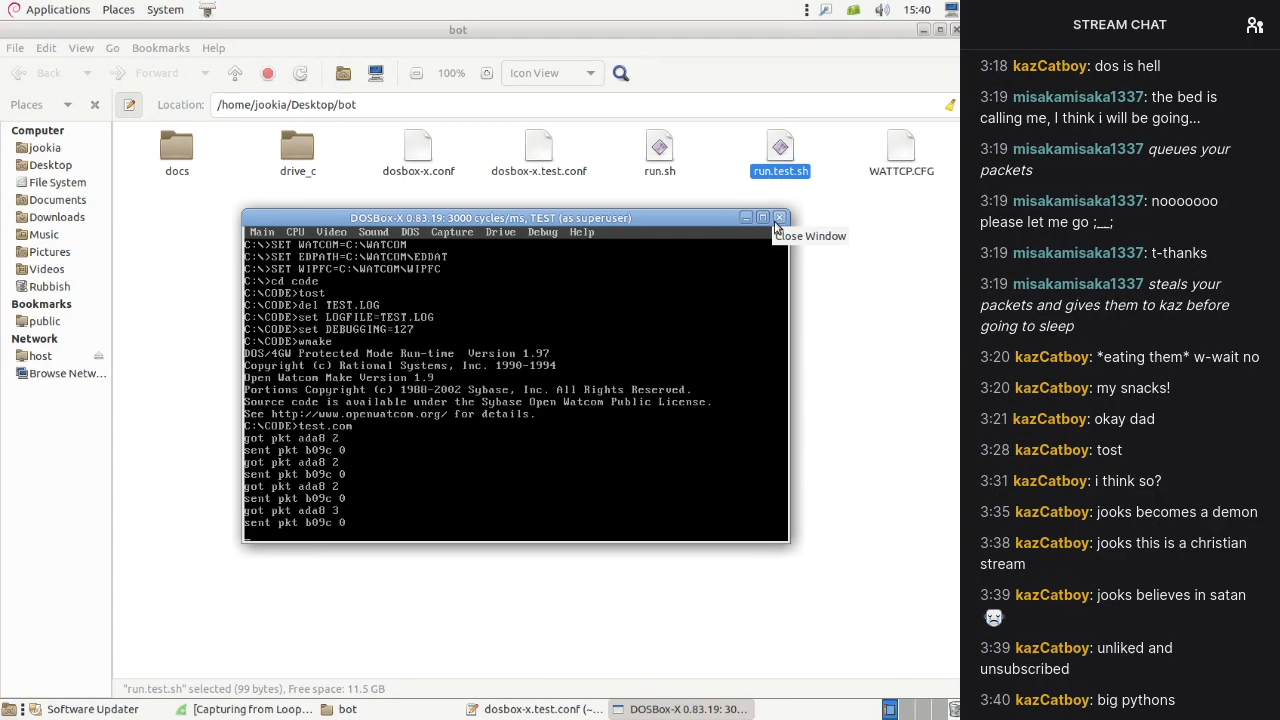 Applications Places System
15:40
bot
File Edit View Go Bookmarks Help
Back Forward 100% Icon View
Places Location: /home/jookia/Desktop/bot
Computer
jookia
Desktop
File System
Documents
Downloads
Music
Pictures
Videos
Rubbish
Bookmarks
public
Network
host
Browse Netw...
docs drive_c dosbox-x.conf dosbox-x.test.conf run.sh run.test.sh WATTCP.CFG
DOSBox-X 0.83.19: 3000 cycles/ms, TEST (as superuser)
Main CPU Video Sound DOS Capture Drive Debug Help
Close Window
C:\>SET WATCOM=C:\WATCOM
C:\>SET EDPATH=C:\WATCOM\EDDAT
C:\>SET WIPFC=C:\WATCOM\WIPFC
C:\>cd code
C:\CODE>tost
C:\CODE>del TEST.LOG
C:\CODE>set LOGFILE=TEST.LOG
C:\CODE>set DEBUGGING=127
C:\CODE>wmake
DOS/4GW Protected Mode Run-time  Version 1.97
Copyright (c) Rational Systems, Inc. 1990-1994
Open Watcom Make Version 1.9
Portions Copyright (c) 1988-2002 Sybase, Inc. All Rights Reserved.
Source code is available under the Sybase Open Watcom Public License.
See http://www.openwatcom.org/ for details.
C:\CODE>test.com
got pkt ada8 2
sent pkt b09c 0
got pkt ada8 2
sent pkt b09c 0
got pkt ada8 2
sent pkt b09c 0
got pkt ada8 3
sent pkt b09c 0
"run.test.sh" selected (99 bytes), Free space: 11.5 GB
Software Updater [Capturing from Loop... bot dosbox-x.test.conf (~... DOSBox-X 0.83.19: 30...
STREAM CHAT
3:18 kazCatboy: dos is hell
3:19 misakamisaka1337: the bed is
calling me, I think i will be going...
3:19 misakamisaka1337 queues your
packets
3:19 misakamisaka1337: nooooooo
please let me go ;__;
3:19 misakamisaka1337: t-thanks
3:19 misakamisaka1337 steals your
packets and gives them to kaz before
going to sleep
3:20 kazCatboy: *eating them* w-wait no
3:20 kazCatboy: my snacks!
3:21 kazCatboy: okay dad
3:28 kazCatboy: tost
3:31 kazCatboy: i think so?
3:35 kazCatboy: jooks becomes a demon
3:38 kazCatboy: jooks this is a christian
stream
3:39 kazCatboy: jooks believes in satan
3:39 kazCatboy: unliked and
unsubscribed
3:40 kazCatboy: big pythons